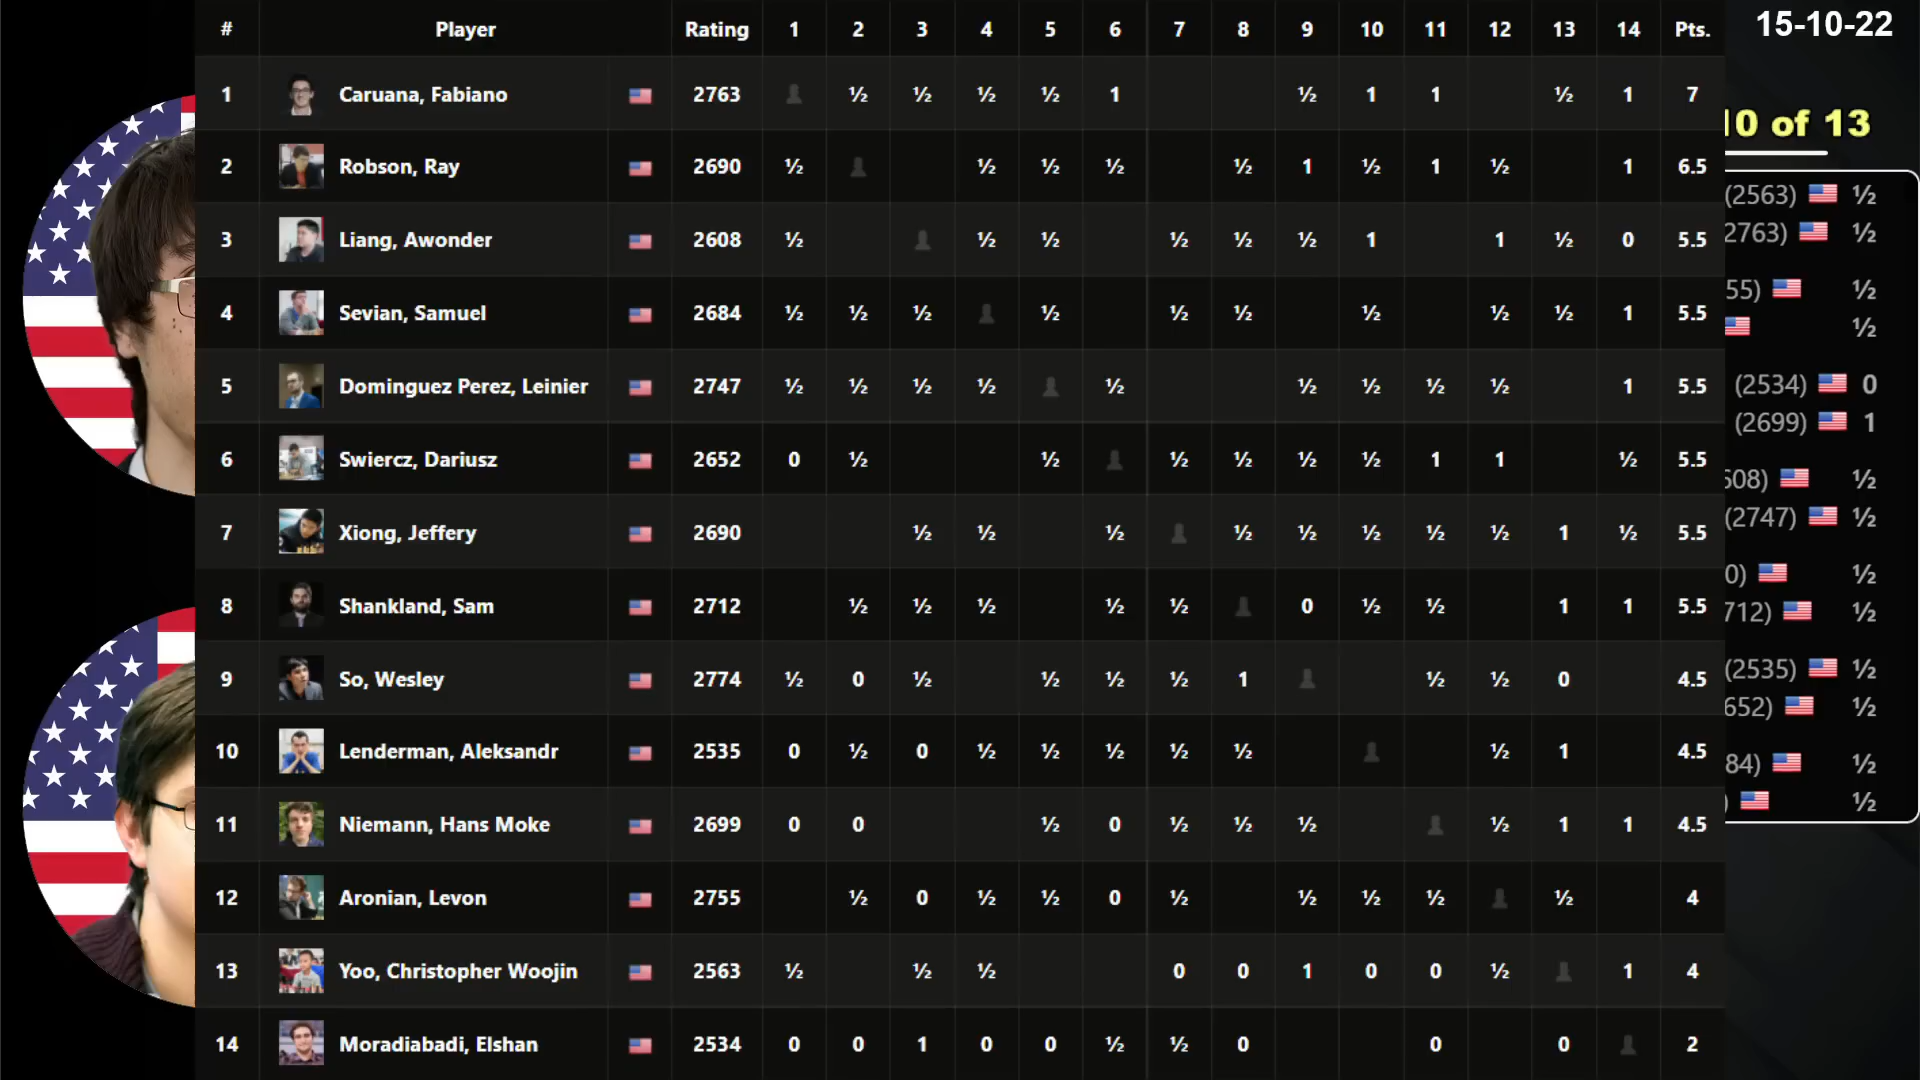 # Player Rating 1 2 3 4 5 6 7 8 9 10 11 12 13 14 Pts.
15-10-22
1 Caruana, Fabiano 2763 ½ ½ ½ ½ 1 ½ 1 1 ½ 1 7
10 of 13
2 Robson, Ray 2690 ½ ½ ½ ½ ½ 1 ½ 1 ½ 1 6.5
(2563) ½
2763) ½
3 Liang, Awonder 2608 ½ ½ ½ ½ ½ ½ 1 1 ½ 0 5.5
55) ½
4 Sevian, Samuel 2684 ½ ½ ½ ½ ½ ½ ½ ½ ½ 1 5.5
½
5 Dominguez Perez, Leinier 2747 ½ ½ ½ ½ ½ ½ ½ ½ ½ 1 5.5
(2534) 0
(2699) 1
6 Swiercz, Dariusz 2652 0 ½ ½ ½ ½ ½ ½ 1 1 ½ 5.5
608) ½
(2747) ½
7 Xiong, Jeffery 2690 ½ ½ ½ ½ ½ ½ ½ ½ 1 ½ 5.5
0) ½
8 Shankland, Sam 2712 ½ ½ ½ ½ ½ 0 ½ ½ 1 1 5.5
712) ½
9 So, Wesley 2774 ½ 0 ½ ½ ½ ½ 1 ½ ½ 0 4.5
(2535) ½
652) ½
10 Lenderman, Aleksandr 2535 0 ½ 0 ½ ½ ½ ½ ½ ½ 1 4.5
84) ½
) ½
11 Niemann, Hans Moke 2699 0 0 ½ 0 ½ ½ ½ ½ 1 1 4.5
12 Aronian, Levon 2755 ½ 0 ½ ½ 0 ½ ½ ½ ½ ½ 4
13 Yoo, Christopher Woojin 2563 ½ ½ ½ 0 0 1 0 0 ½ 1 4
14 Moradiabadi, Elshan 2534 0 0 1 0 0 ½ ½ 0 0 0 2